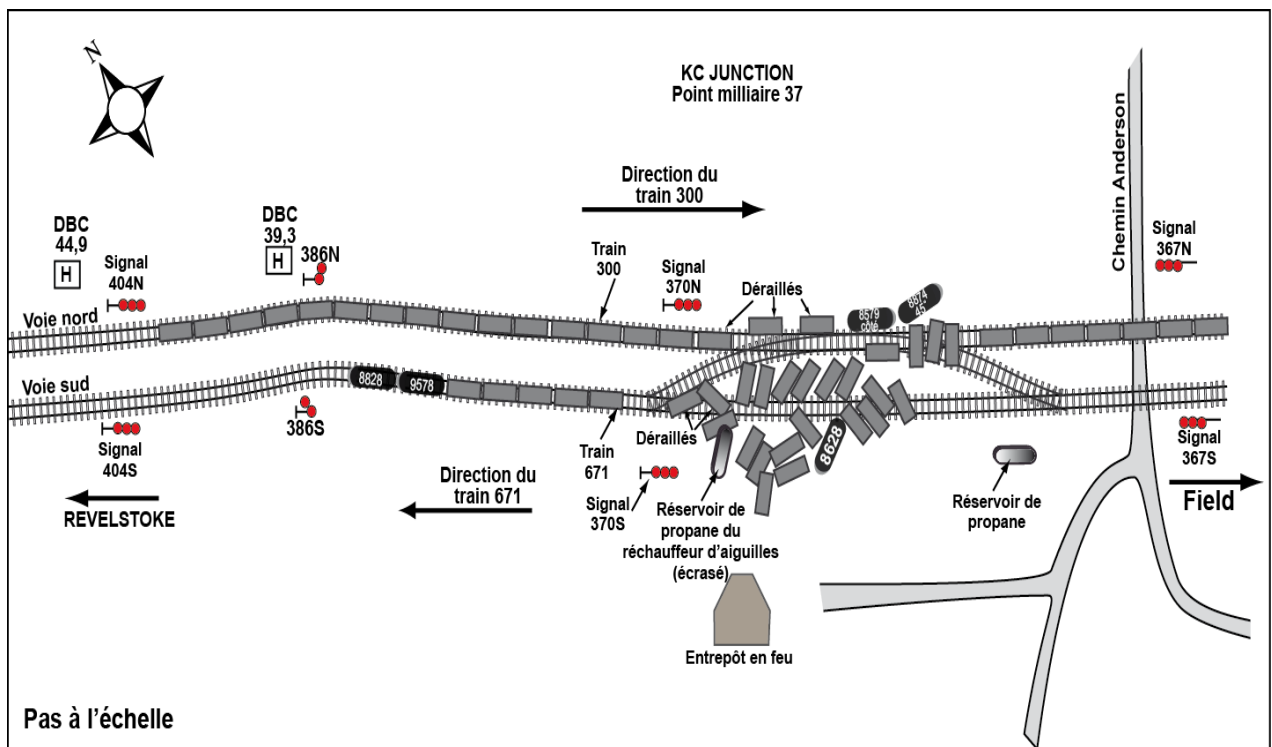 N
KC JUNCTION
Point milliaire 37
Direction du
train 300
Chemin Anderson
DBC
44,9
H
Signal
404N
DBC
39,3
H
386N
Train
300
Signal
370N
Déraillés
8579
côté
8874
45°
Signal
367N
Voie nord
Voie sud
8828
9578
386S
Signal
404S
REVELSTOKE
Direction du
train 671
Train
671
Déraillés
8628
Signal
370S
Réservoir de
propane du
réchauffeur d'aiguilles
(écrasé)
Réservoir de
propane
Signal
367S
Field
Entrepôt en feu
Pas à l'échelle